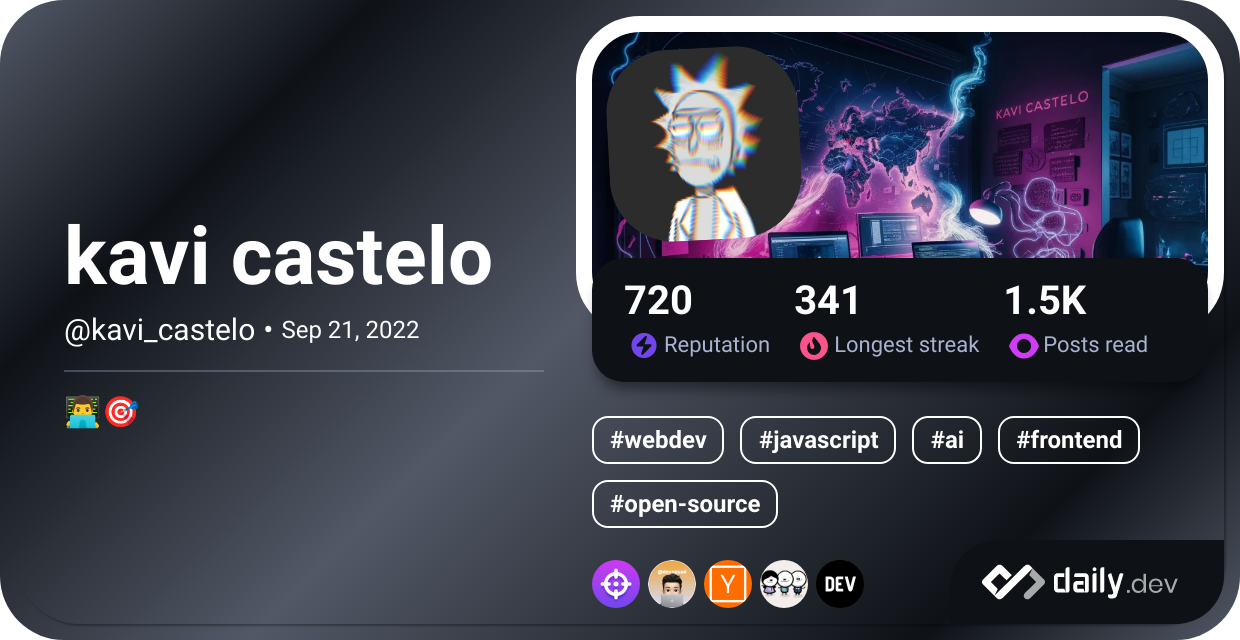 kavi castelo
@kavi_castelo • Sep 21, 2022
KAVI CASTELO
720 341 1.5K
Reputation Longest streak Posts read
#webdev #javascript #ai #frontend
#open-source
Y DEV
daily.dev